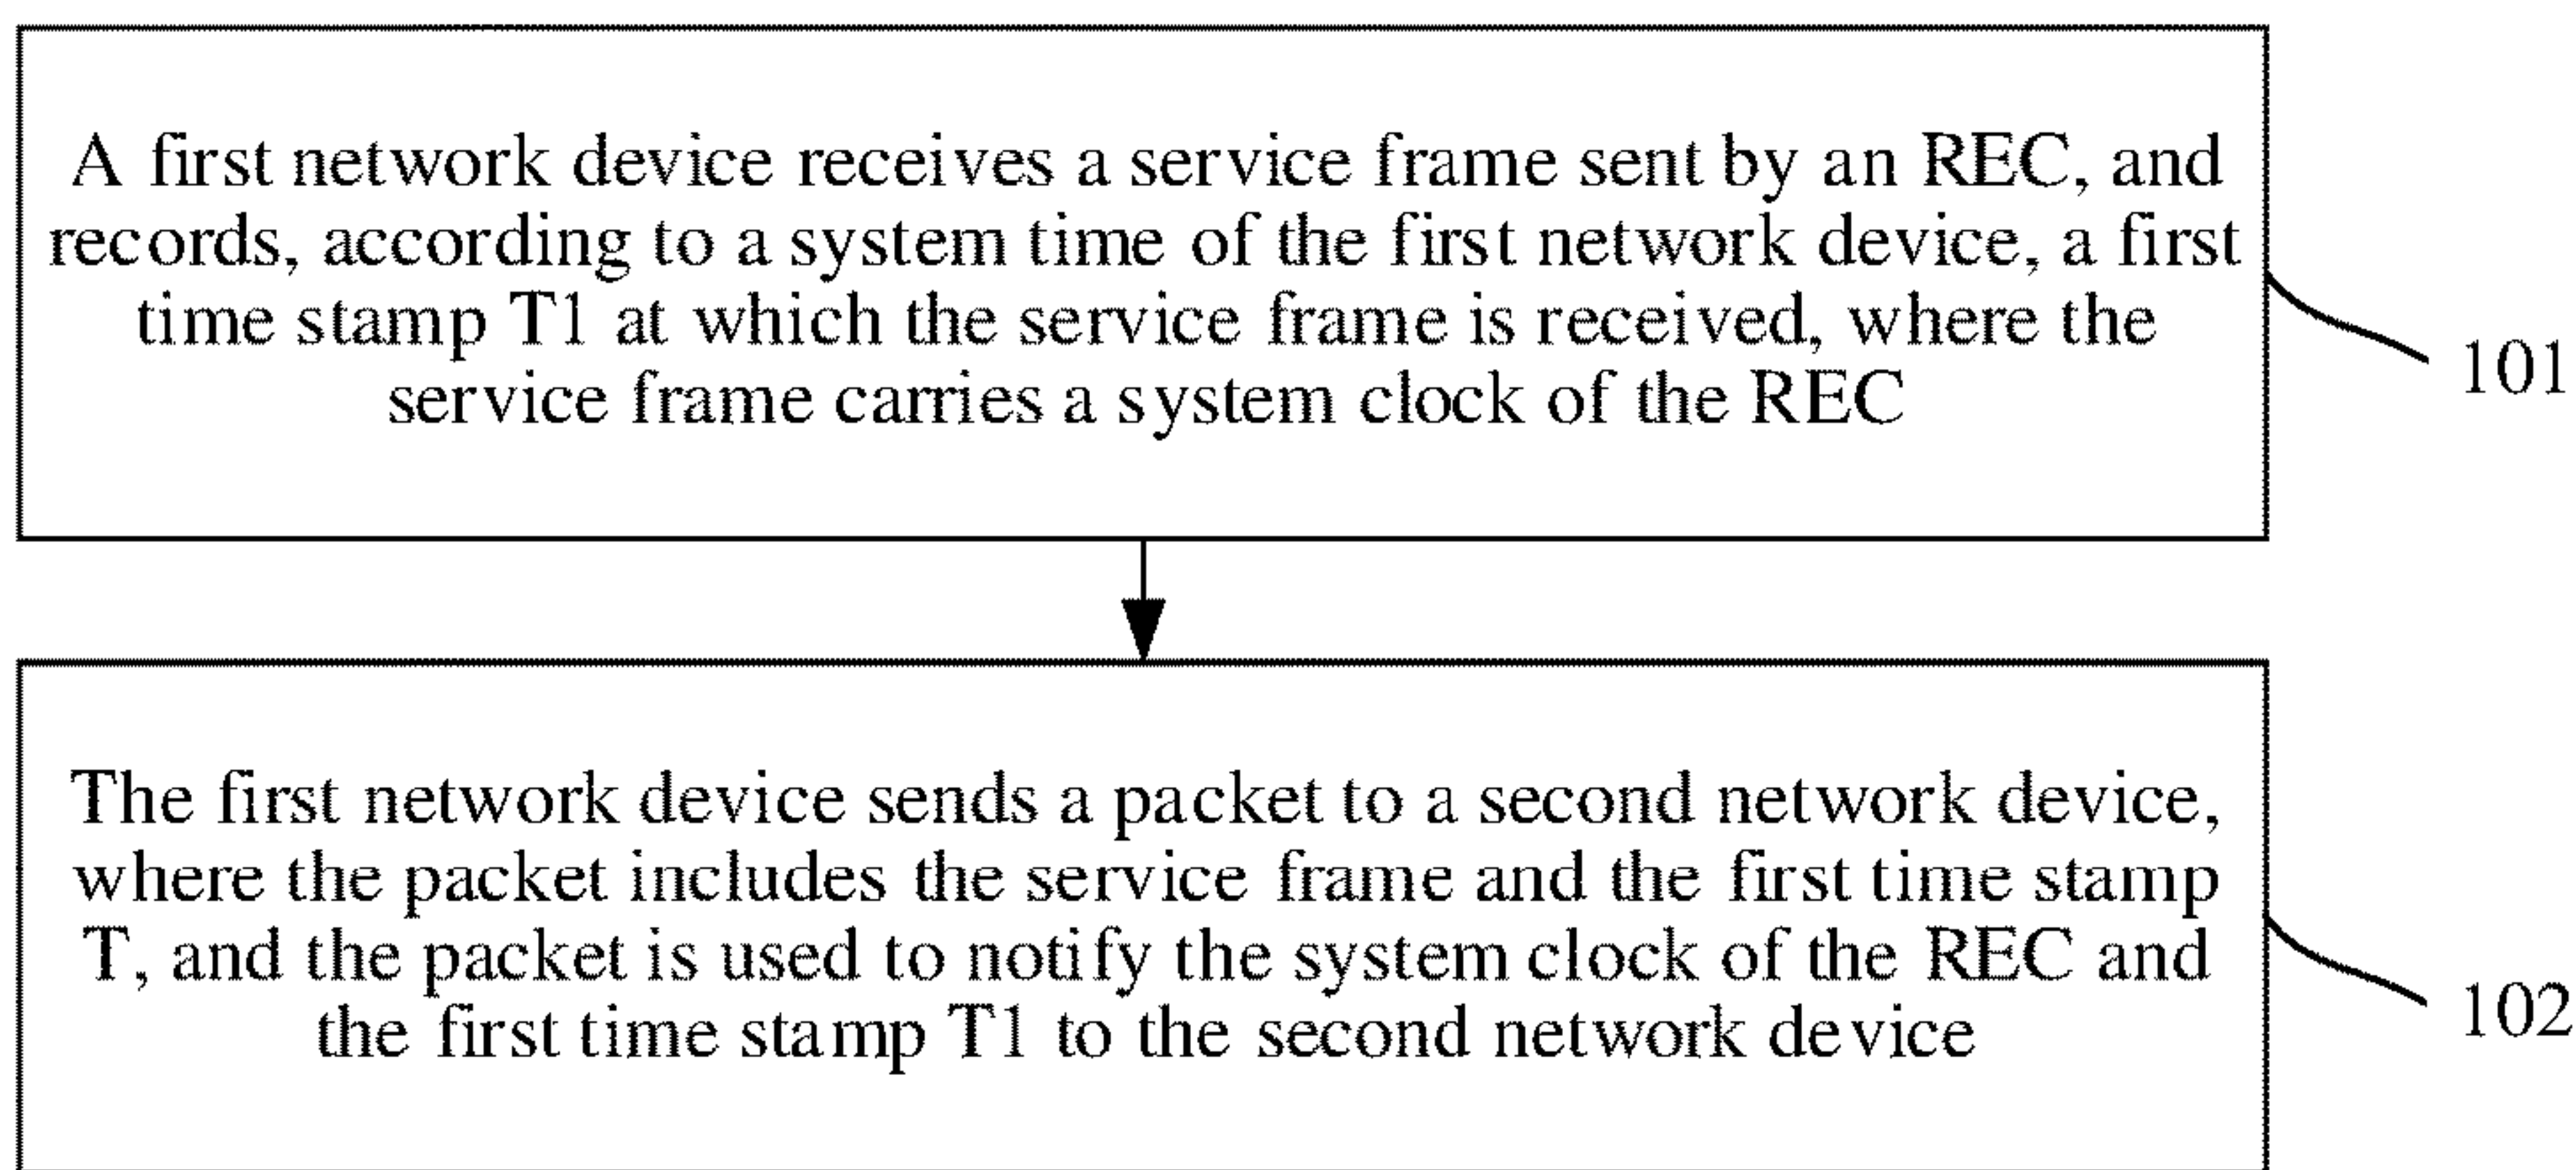 A first network device receives a service frame sent by an REC, and
records, according to a system time of the first network device, a first
time stamp T1 at which the service frame is received, where the
service frame carries a system clock of the REC
101
The first network device sends a packet to a second network device,
where the packet includes the service frame and the first time stamp
T, and the packet is used to notify the system clock of the REC and
the first time stamp T1 to the second network device
102